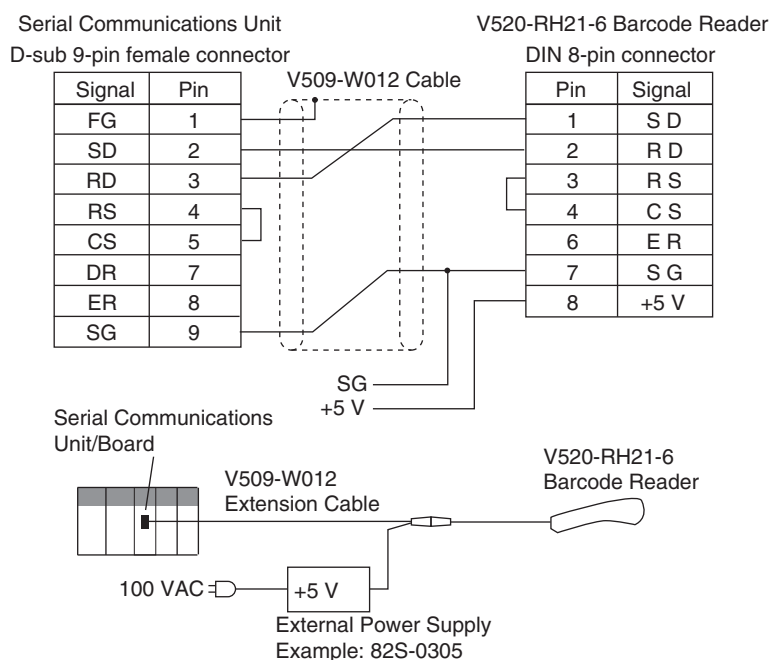 Serial Communications Unit
D-sub 9-pin female connector
V520-RH21-6 Barcode Reader
DIN 8-pin connector
V509-W012 Cable
Signal Pin
FG 1
SD 2
RD 3
RS 4
CS 5
DR 7
ER 8
SG 9
Pin Signal
1 S D
2 R D
3 R S
4 C S
6 E R
7 S G
8 +5 V
SG
+5 V
Serial Communications
Unit/Board
V509-W012
Extension Cable
V520-RH21-6
Barcode Reader
100 VAC
+5 V
External Power Supply
Example: 82S-0305